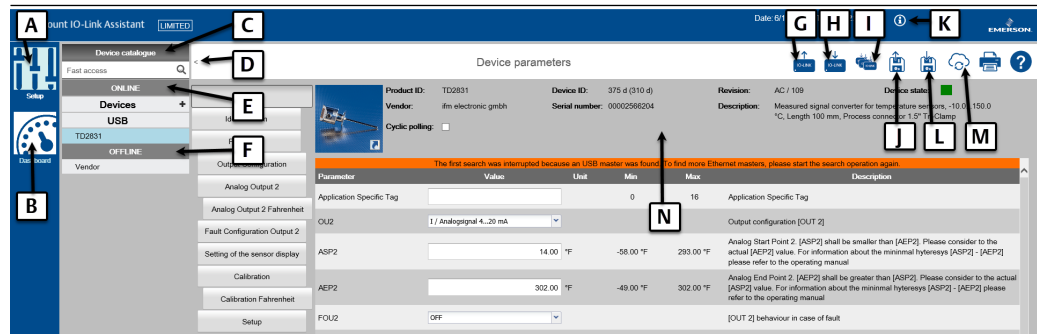 ount IO-Link Assistant LIMITED
Date: 6/1
EMERSON.
A
C
D
E
F
B
G
H
I
K
J
L
M
N
Device catalogue
Fast access
<
ONLINE
Devices +
USB
TD2831
OFFLINE
Vendor
Setup
Dashboard
Device parameters
IO-LINK
IO-LINK
?
Output Configuration
Analog Output 2
Analog Output 2 Fahrenheit
Fault Configuration Output 2
Setting of the sensor display
Calibration
Calibration Fahrenheit
Setup
Product ID: TD2831 Device ID: 375 d (310 d) Revision: AC / 109 Device state:
Vendor: ifm electronic gmbh Serial number: 00002566204 Description: Measured signal converter for temperature sensors, -10.0 150.0
°C, Length 100 mm, Process connector 1.5" Tri Clamp
Cyclic polling:
The first search was interrupted because an USB master was found. To find more Ethernet masters, please start the search operation again.
Parameter Value Unit Min Max Description
Application Specific Tag 0 16 Application Specific Tag
OU2 I / Analogsignal 4...20 mA Output configuration [OUT 2]
ASP2 14.00 °F -58.00 °F 293.00 °F Analog Start Point 2. [ASP2] shall be smaller than [AEP2]. Please consider to the
actual [AEP2] value. For information about the mininmal hyteresys [ASP2] - [AEP2]
please refer to the operating manual
AEP2 302.00 °F -49.00 °F 302.00 °F Analog End Point 2. [AEP2] shall be greater than [ASP2]. Please consider to the actual
[ASP2] value. For information about the mininmal hyteresys [ASP2] - [AEP2] please
refer to the operating manual
FOU2 OFF [OUT 2] behaviour in case of fault